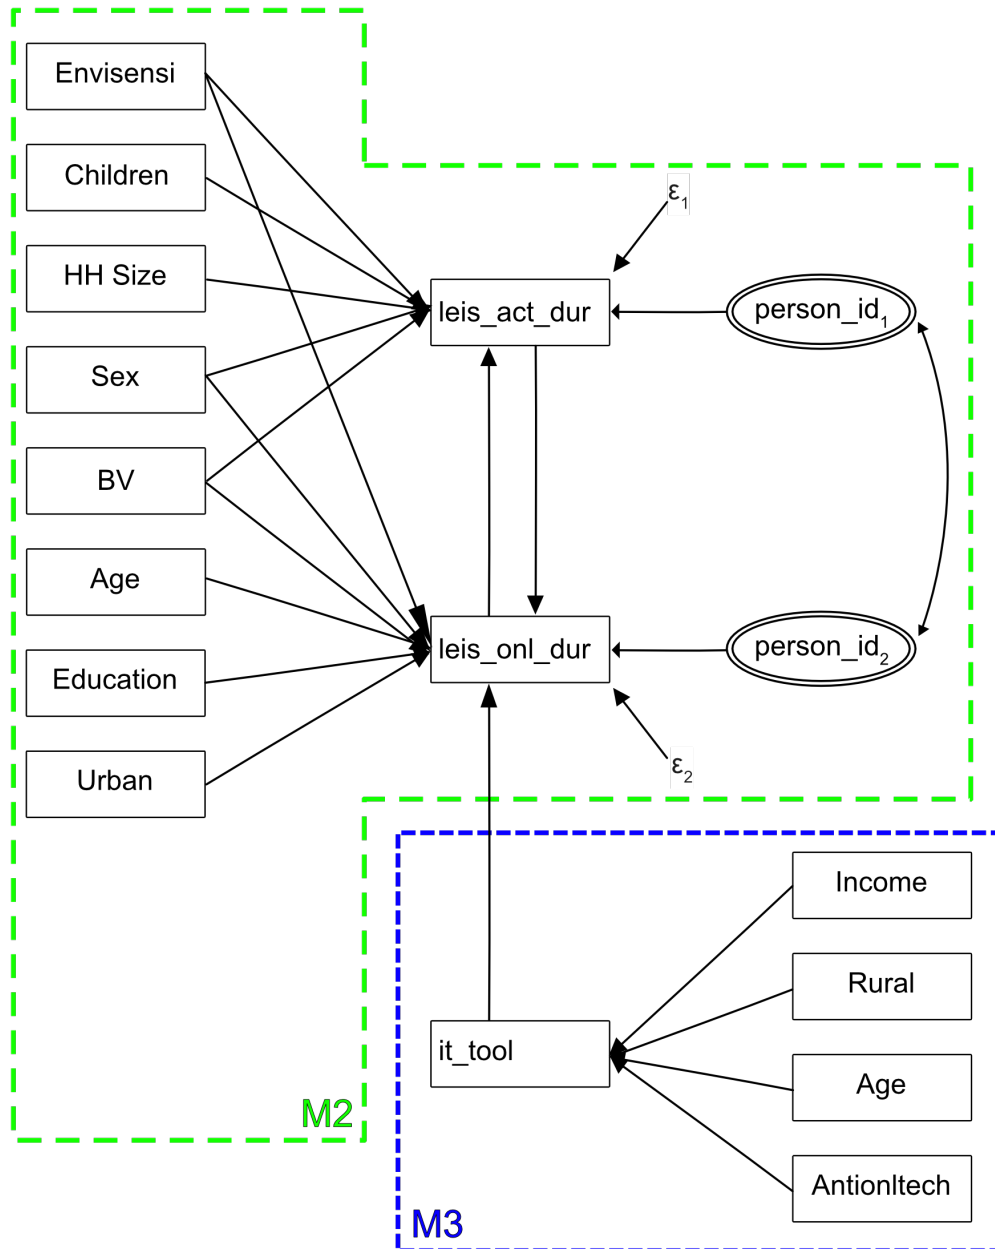 Envisensi
Children
HH Size
Sex
BV
Age
Education
Urban
ε₁
leis_act_dur
person_id₁
leis_onl_dur
person_id₂
ε₂
M2
Income
Rural
it_tool
Age
Antionltech
M3